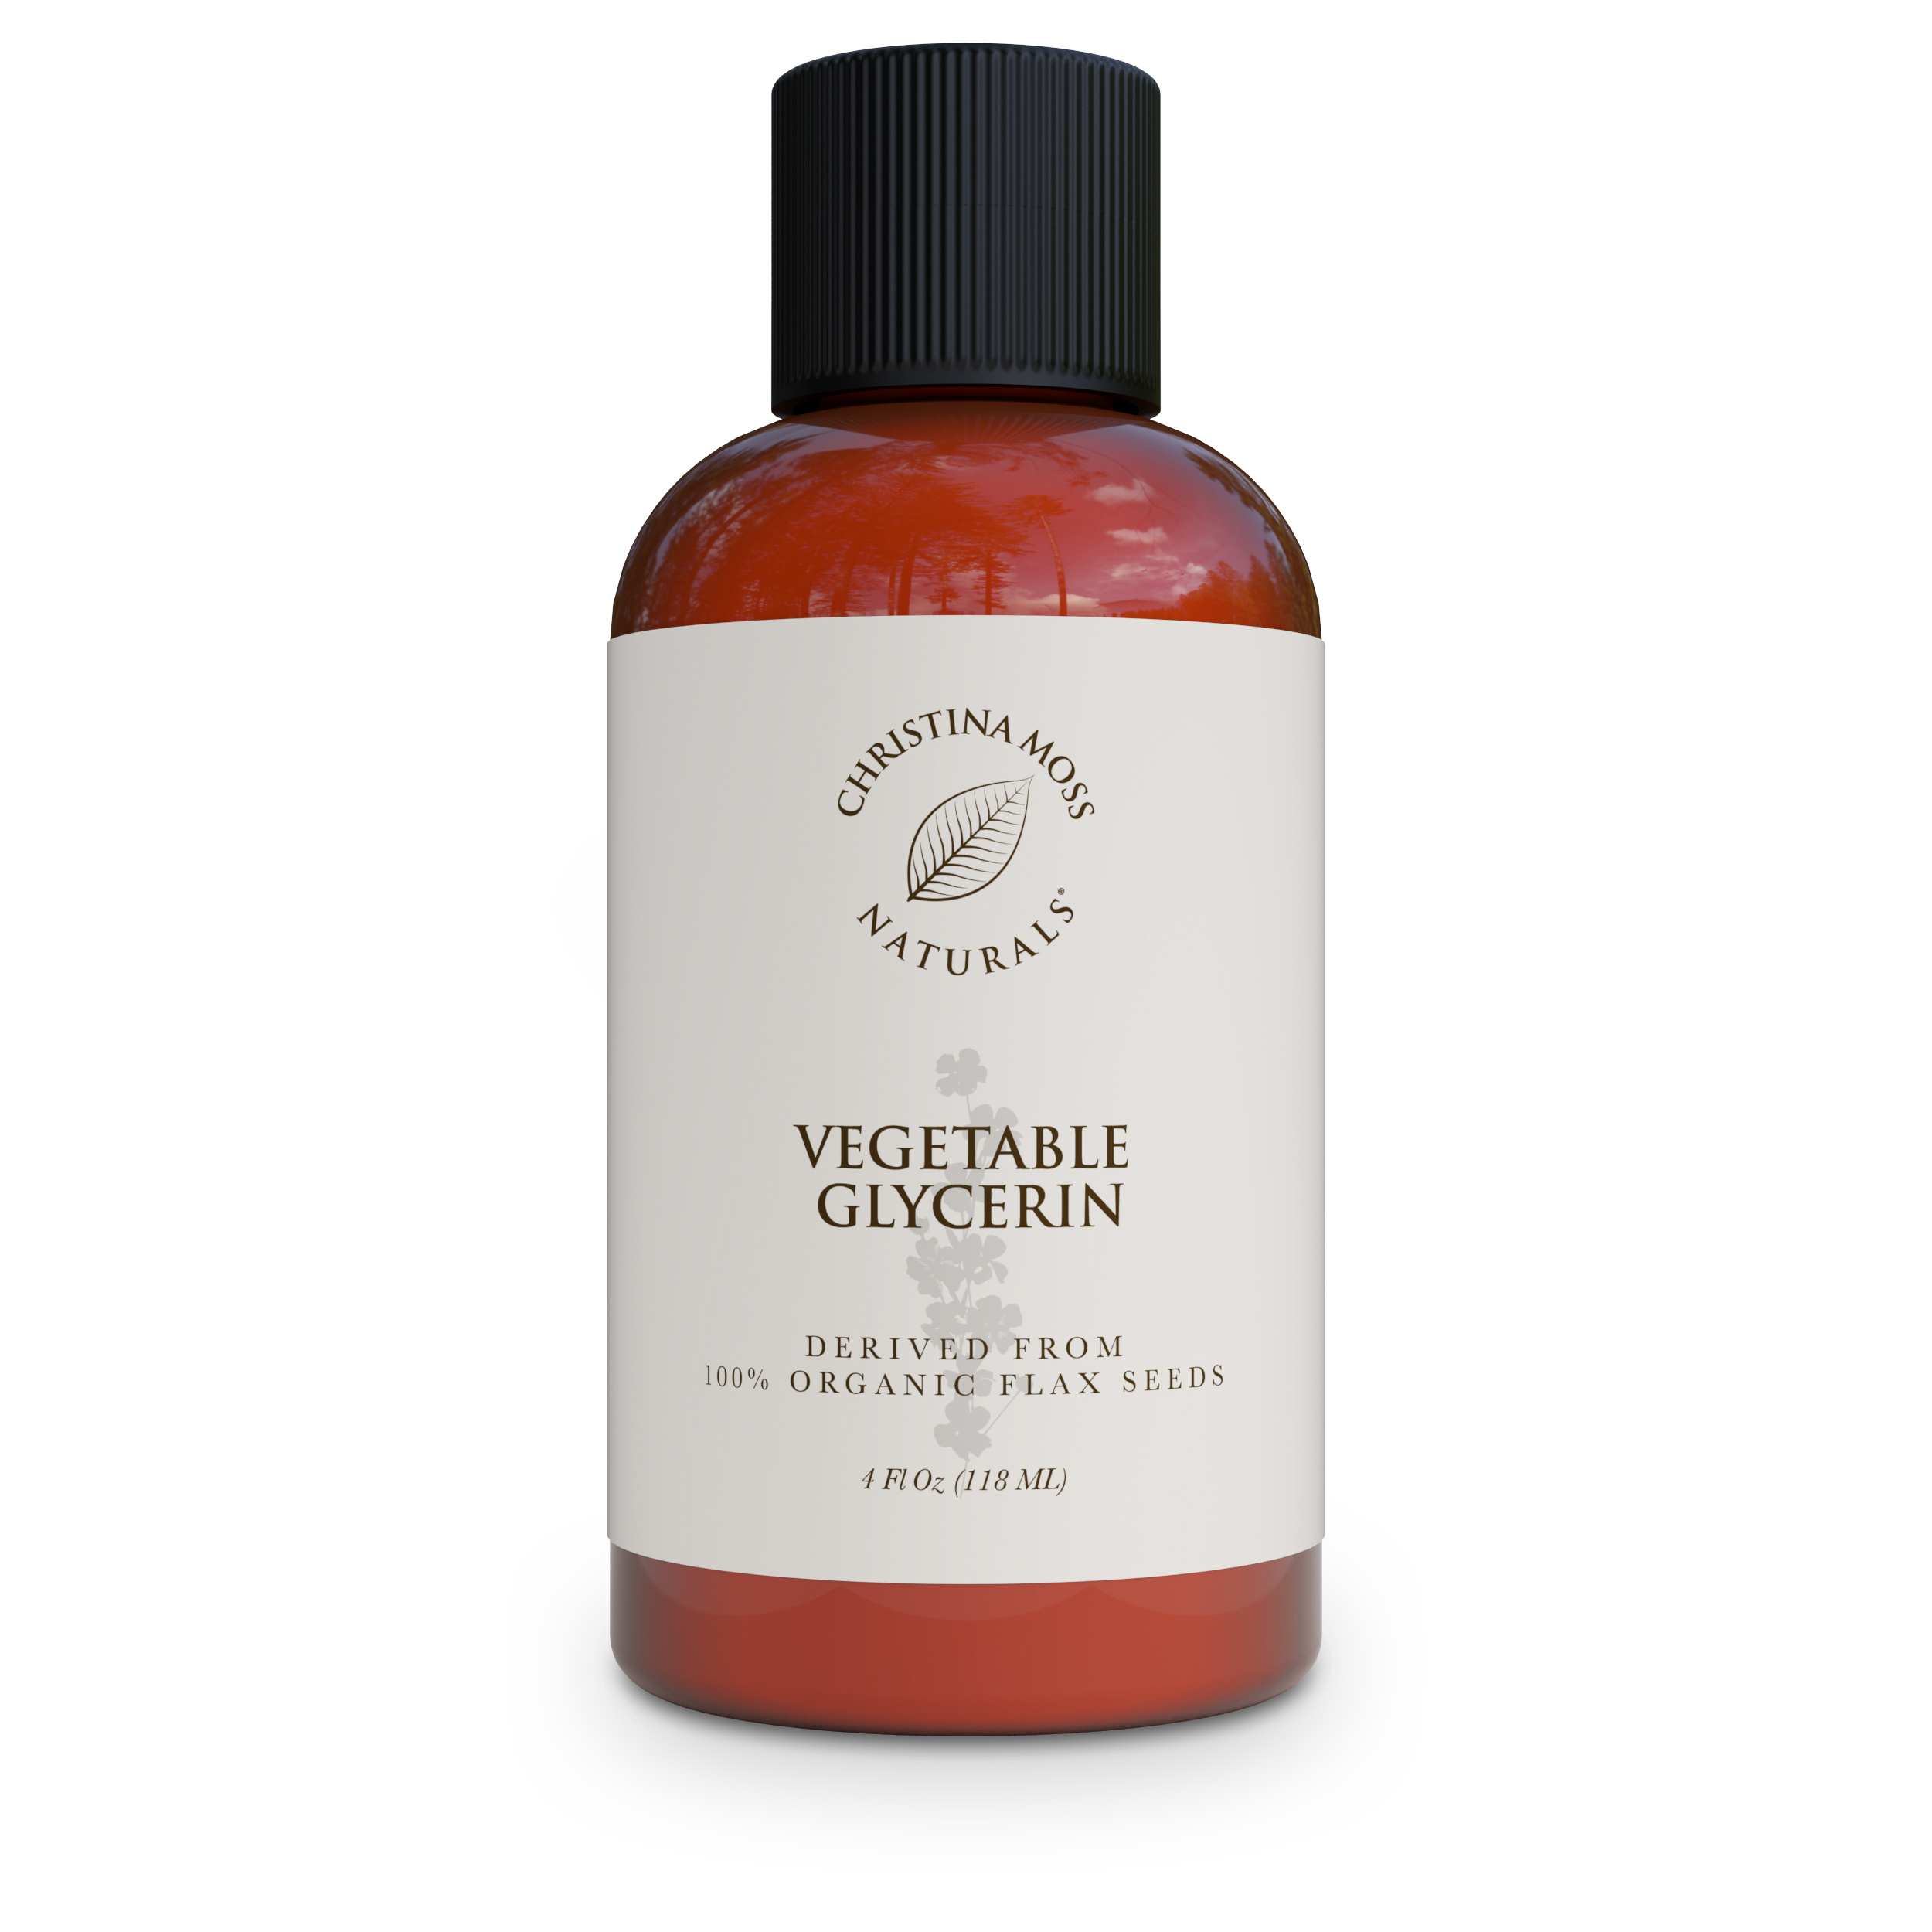 CHRISTINA MOSS
NATURALS®
VEGETABLE
GLYCERIN
DERIVED FROM
100% ORGANIC FLAX SEEDS
4 Fl Oz (118 ML)